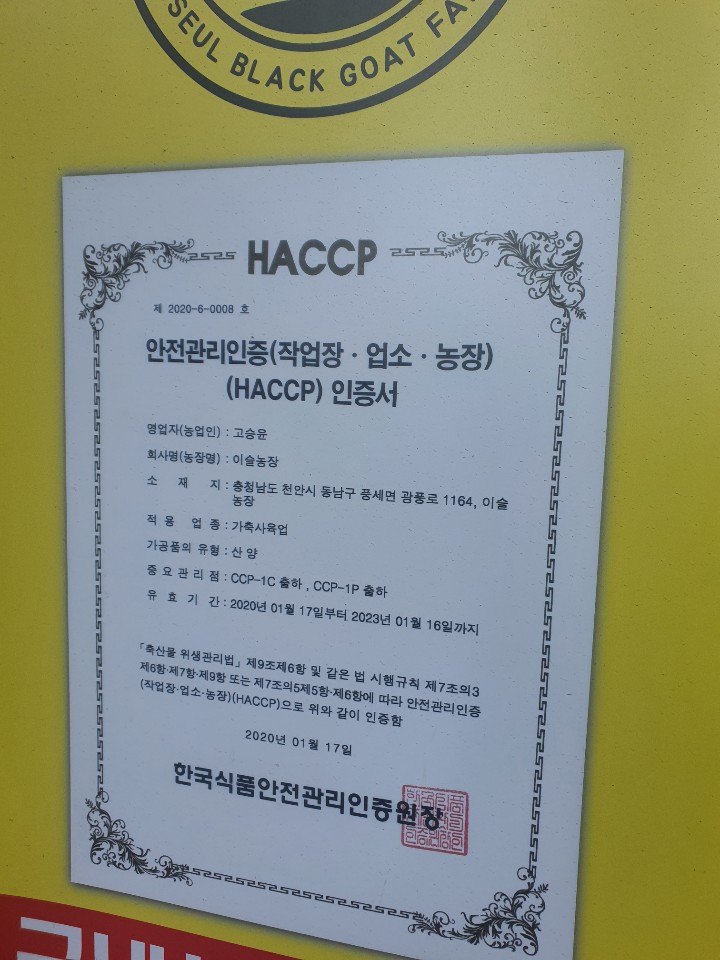 SEUL BLACK GOAT
HACCP
제 2020-6-0008 호
안전관리인증(작업장 · 업소 · 농장)
(HACCP) 인증서
영업자(농업인) : 고승윤
회사명(농장명) : 이슬농장
소 재 지 : 충청남도 천안시 동남구 풍세면 광풍로 1164, 이슬
농장
적 용 업 종 : 가축사육업
가공품의 유형 : 산 양
중 요 관 리 점 : CCP-1C 출하 , CCP-1P 출하
유 효 기 간 : 2020년 01월 17일부터 2023년 01월 16일까지
「축산물 위생관리법」 제9조제6항 및 같은 법 시행규칙 제7조의3
제6항·제7항·제9항 또는 제7조의5제5항·제6항에 따라 안전관리인증
(작업장·업소·농장)(HACCP)으로 위와 같이 인증함
2020년 01월 17일
한국식품안전관리인증원장